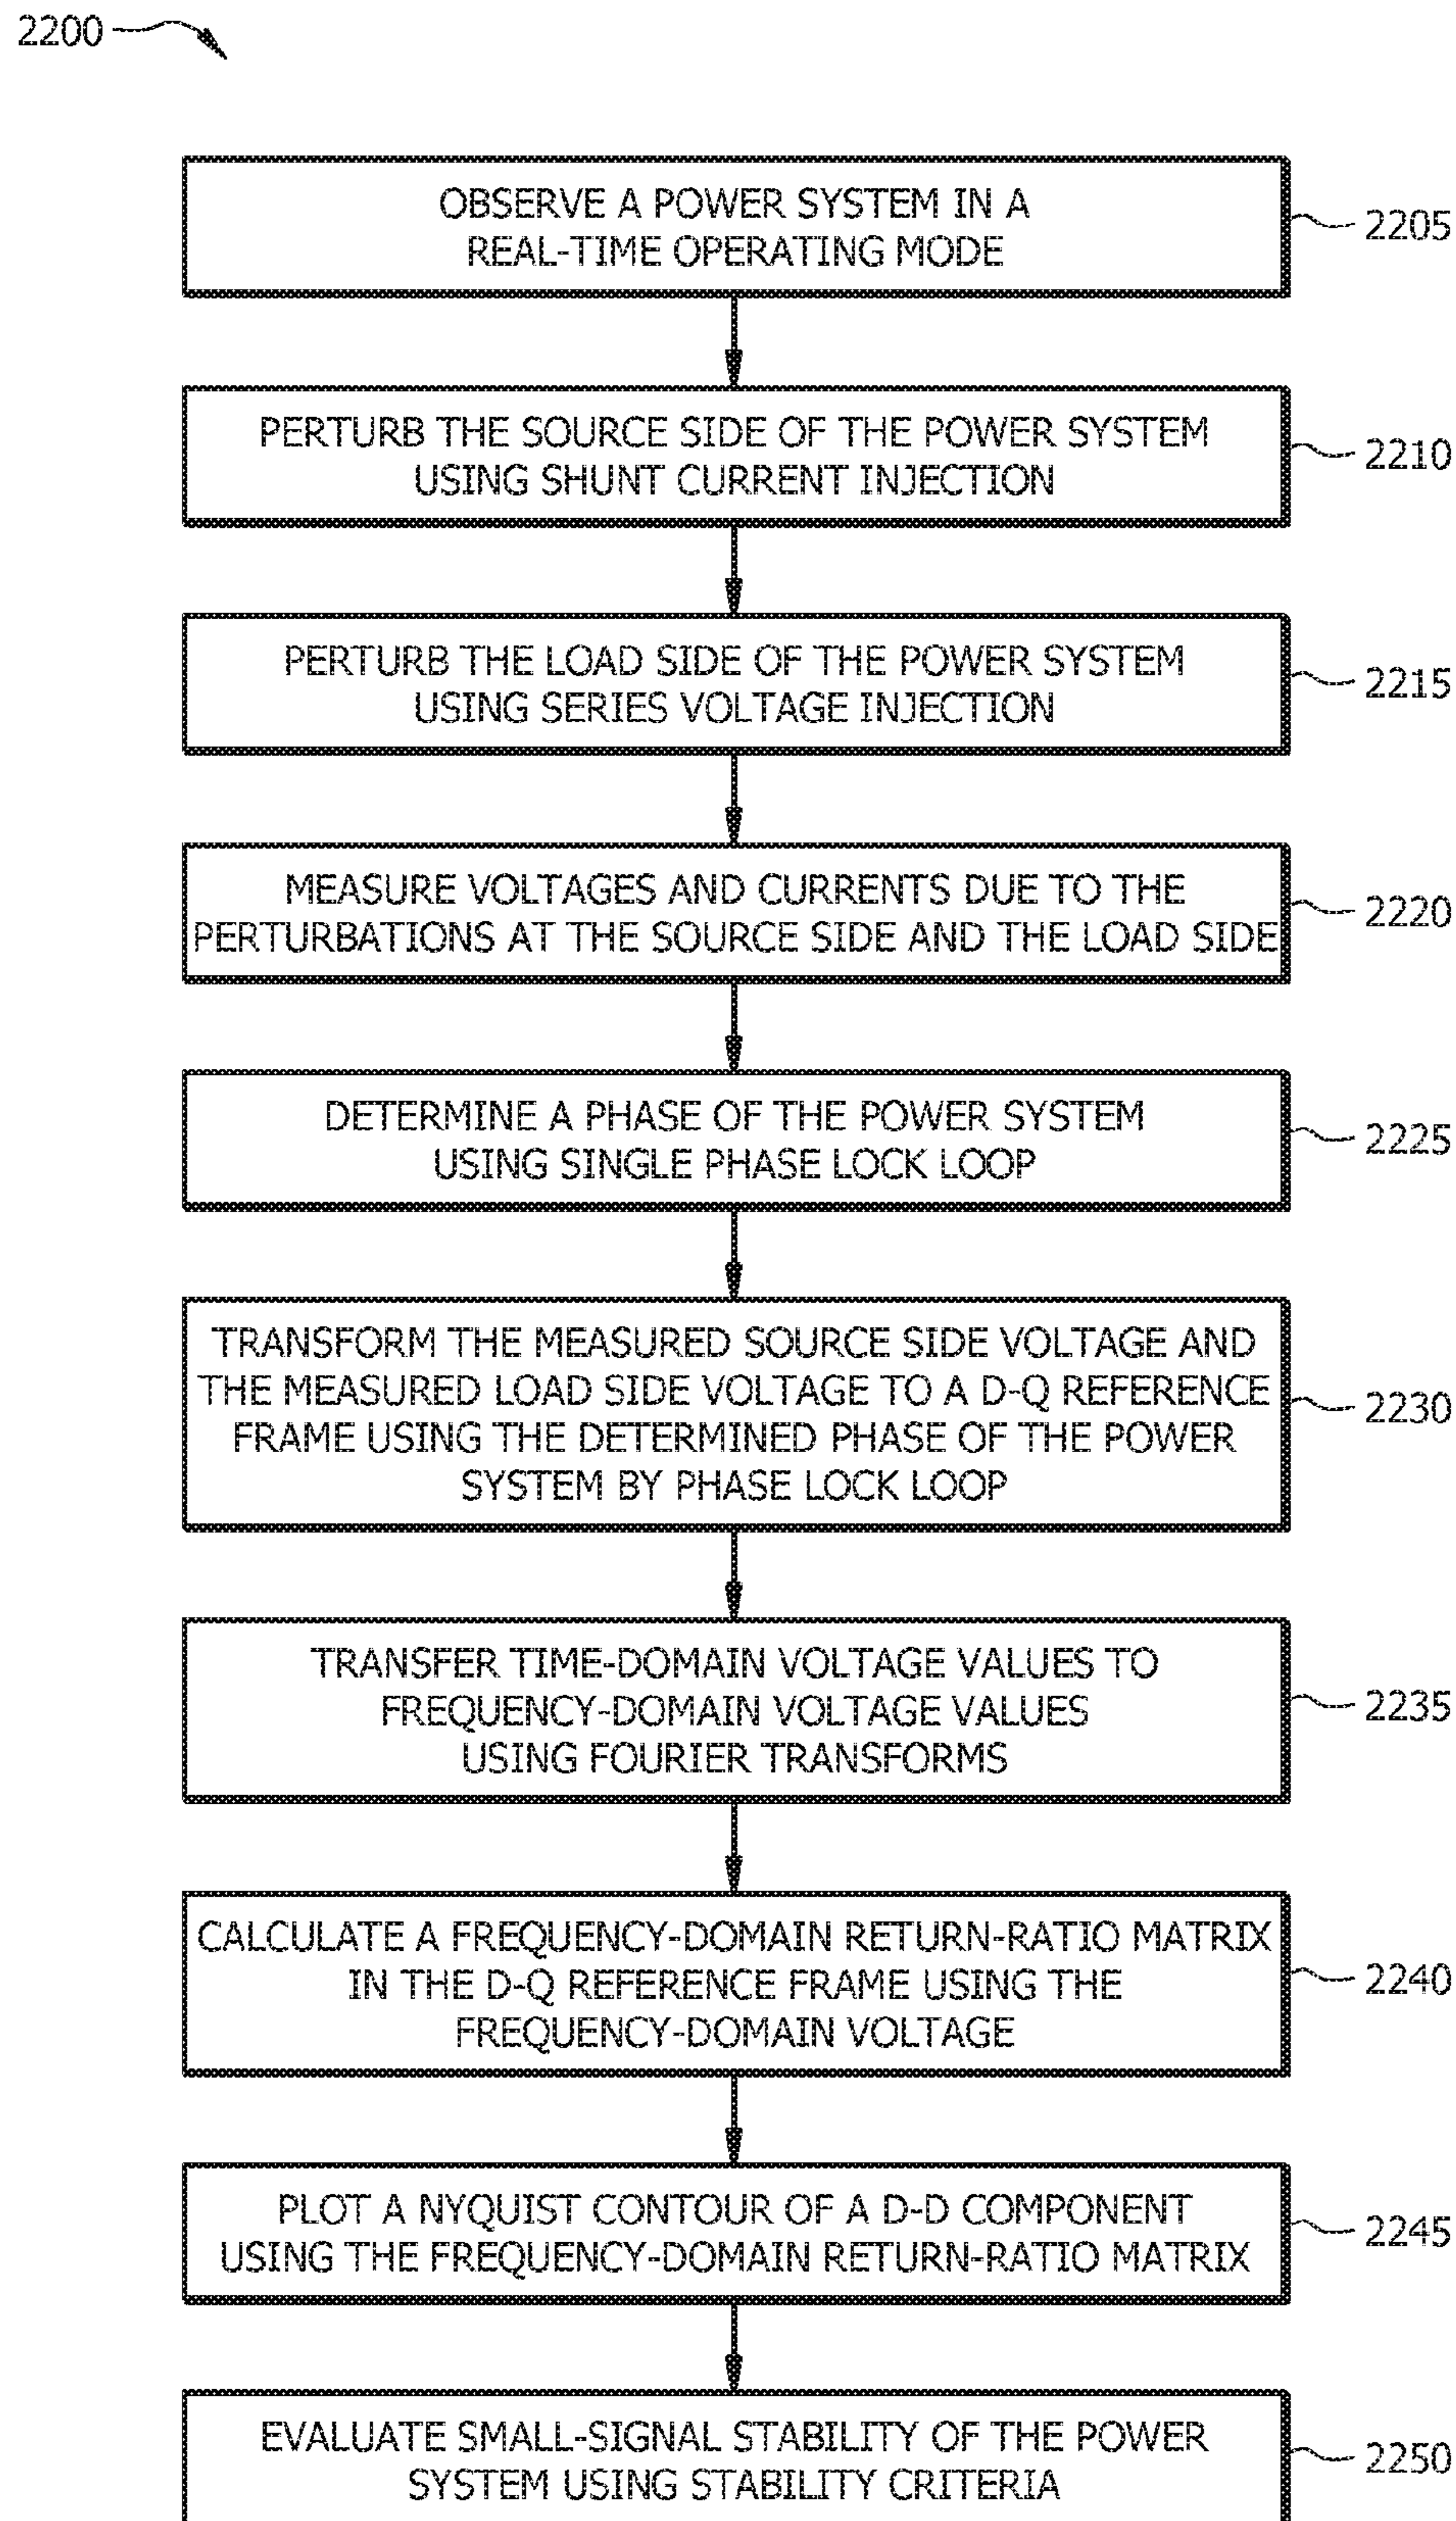 2200
OBSERVE A POWER SYSTEM IN A
REAL-TIME OPERATING MODE
2205
PERTURB THE SOURCE SIDE OF THE POWER SYSTEM
USING SHUNT CURRENT INJECTION
2210
PERTURB THE LOAD SIDE OF THE POWER SYSTEM
USING SERIES VOLTAGE INJECTION
2215
MEASURE VOLTAGES AND CURRENTS DUE TO THE
PERTURBATIONS AT THE SOURCE SIDE AND THE LOAD SIDE
2220
DETERMINE A PHASE OF THE POWER SYSTEM
USING SINGLE PHASE LOCK LOOP
2225
TRANSFORM THE MEASURED SOURCE SIDE VOLTAGE AND
THE MEASURED LOAD SIDE VOLTAGE TO A D-Q REFERENCE
FRAME USING THE DETERMINED PHASE OF THE POWER
SYSTEM BY PHASE LOCK LOOP
2230
TRANSFER TIME-DOMAIN VOLTAGE VALUES TO
FREQUENCY-DOMAIN VOLTAGE VALUES
USING FOURIER TRANSFORMS
2235
CALCULATE A FREQUENCY-DOMAIN RETURN-RATIO MATRIX
IN THE D-Q REFERENCE FRAME USING THE
FREQUENCY-DOMAIN VOLTAGE
2240
PLOT A NYQUIST CONTOUR OF A D-D COMPONENT
USING THE FREQUENCY-DOMAIN RETURN-RATIO MATRIX
2245
EVALUATE SMALL-SIGNAL STABILITY OF THE POWER
SYSTEM USING STABILITY CRITERIA
2250